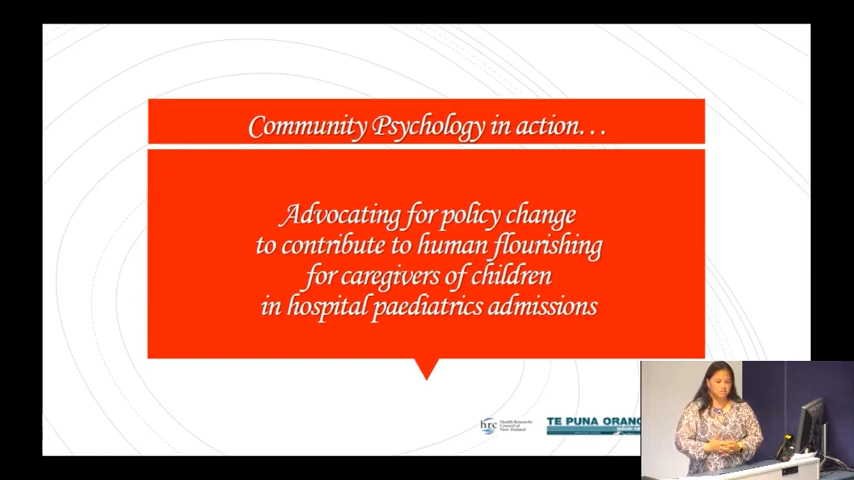 Community Psychology in action...
Advocating for policy change
to contribute to human flourishing
for caregivers of children
in hospital paediatrics admissions
hrc
Health Research
Council of
New Zealand
TE PUNA ORANG